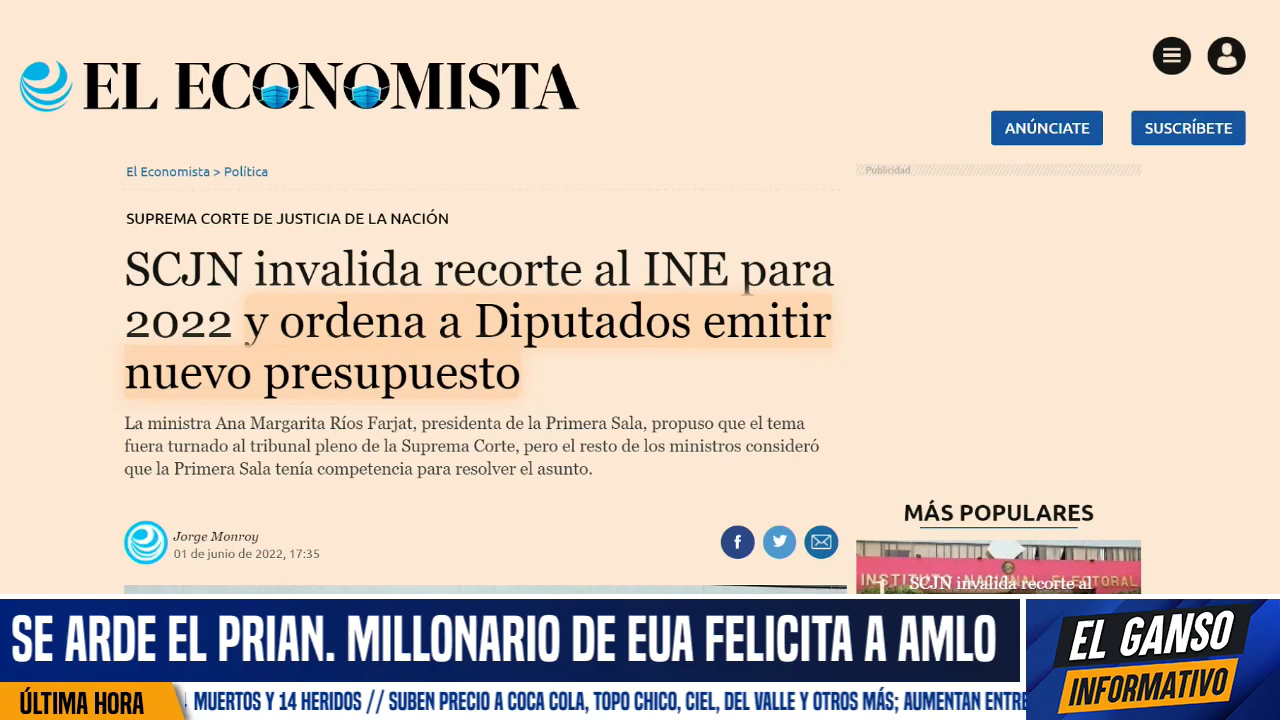 EL ECONOMISTA
ANÚNCIATE
SUSCRÍBETE
El Economista > Política
Publicidad
SUPREMA CORTE DE JUSTICIA DE LA NACIÓN
SCJN invalida recorte al INE para
2022 y ordena a Diputados emitir
nuevo presupuesto
La ministra Ana Margarita Ríos Farjat, presidenta de la Primera Sala, propuso que el tema
fuera turnado al tribunal pleno de la Suprema Corte, pero el resto de los ministros consideró
que la Primera Sala tenía competencia para resolver el asunto.
Jorge Monroy
01 de junio de 2022, 17:35
MÁS POPULARES
INSTITUTO NACIONAL ELECTORAL
1 SCJN invalida recorte al
SE ARDE EL PRIAN. MILLONARIO DE EUA FELICITA A AMLO
EL GANSO
INFORMATIVO
ÚLTIMA HORA
MUERTOS Y 14 HERIDOS // SUBEN PRECIO A COCA COLA, TOPO CHICO, CIEL, DEL VALLE Y OTROS MÁS; AUMENTAN ENTRE